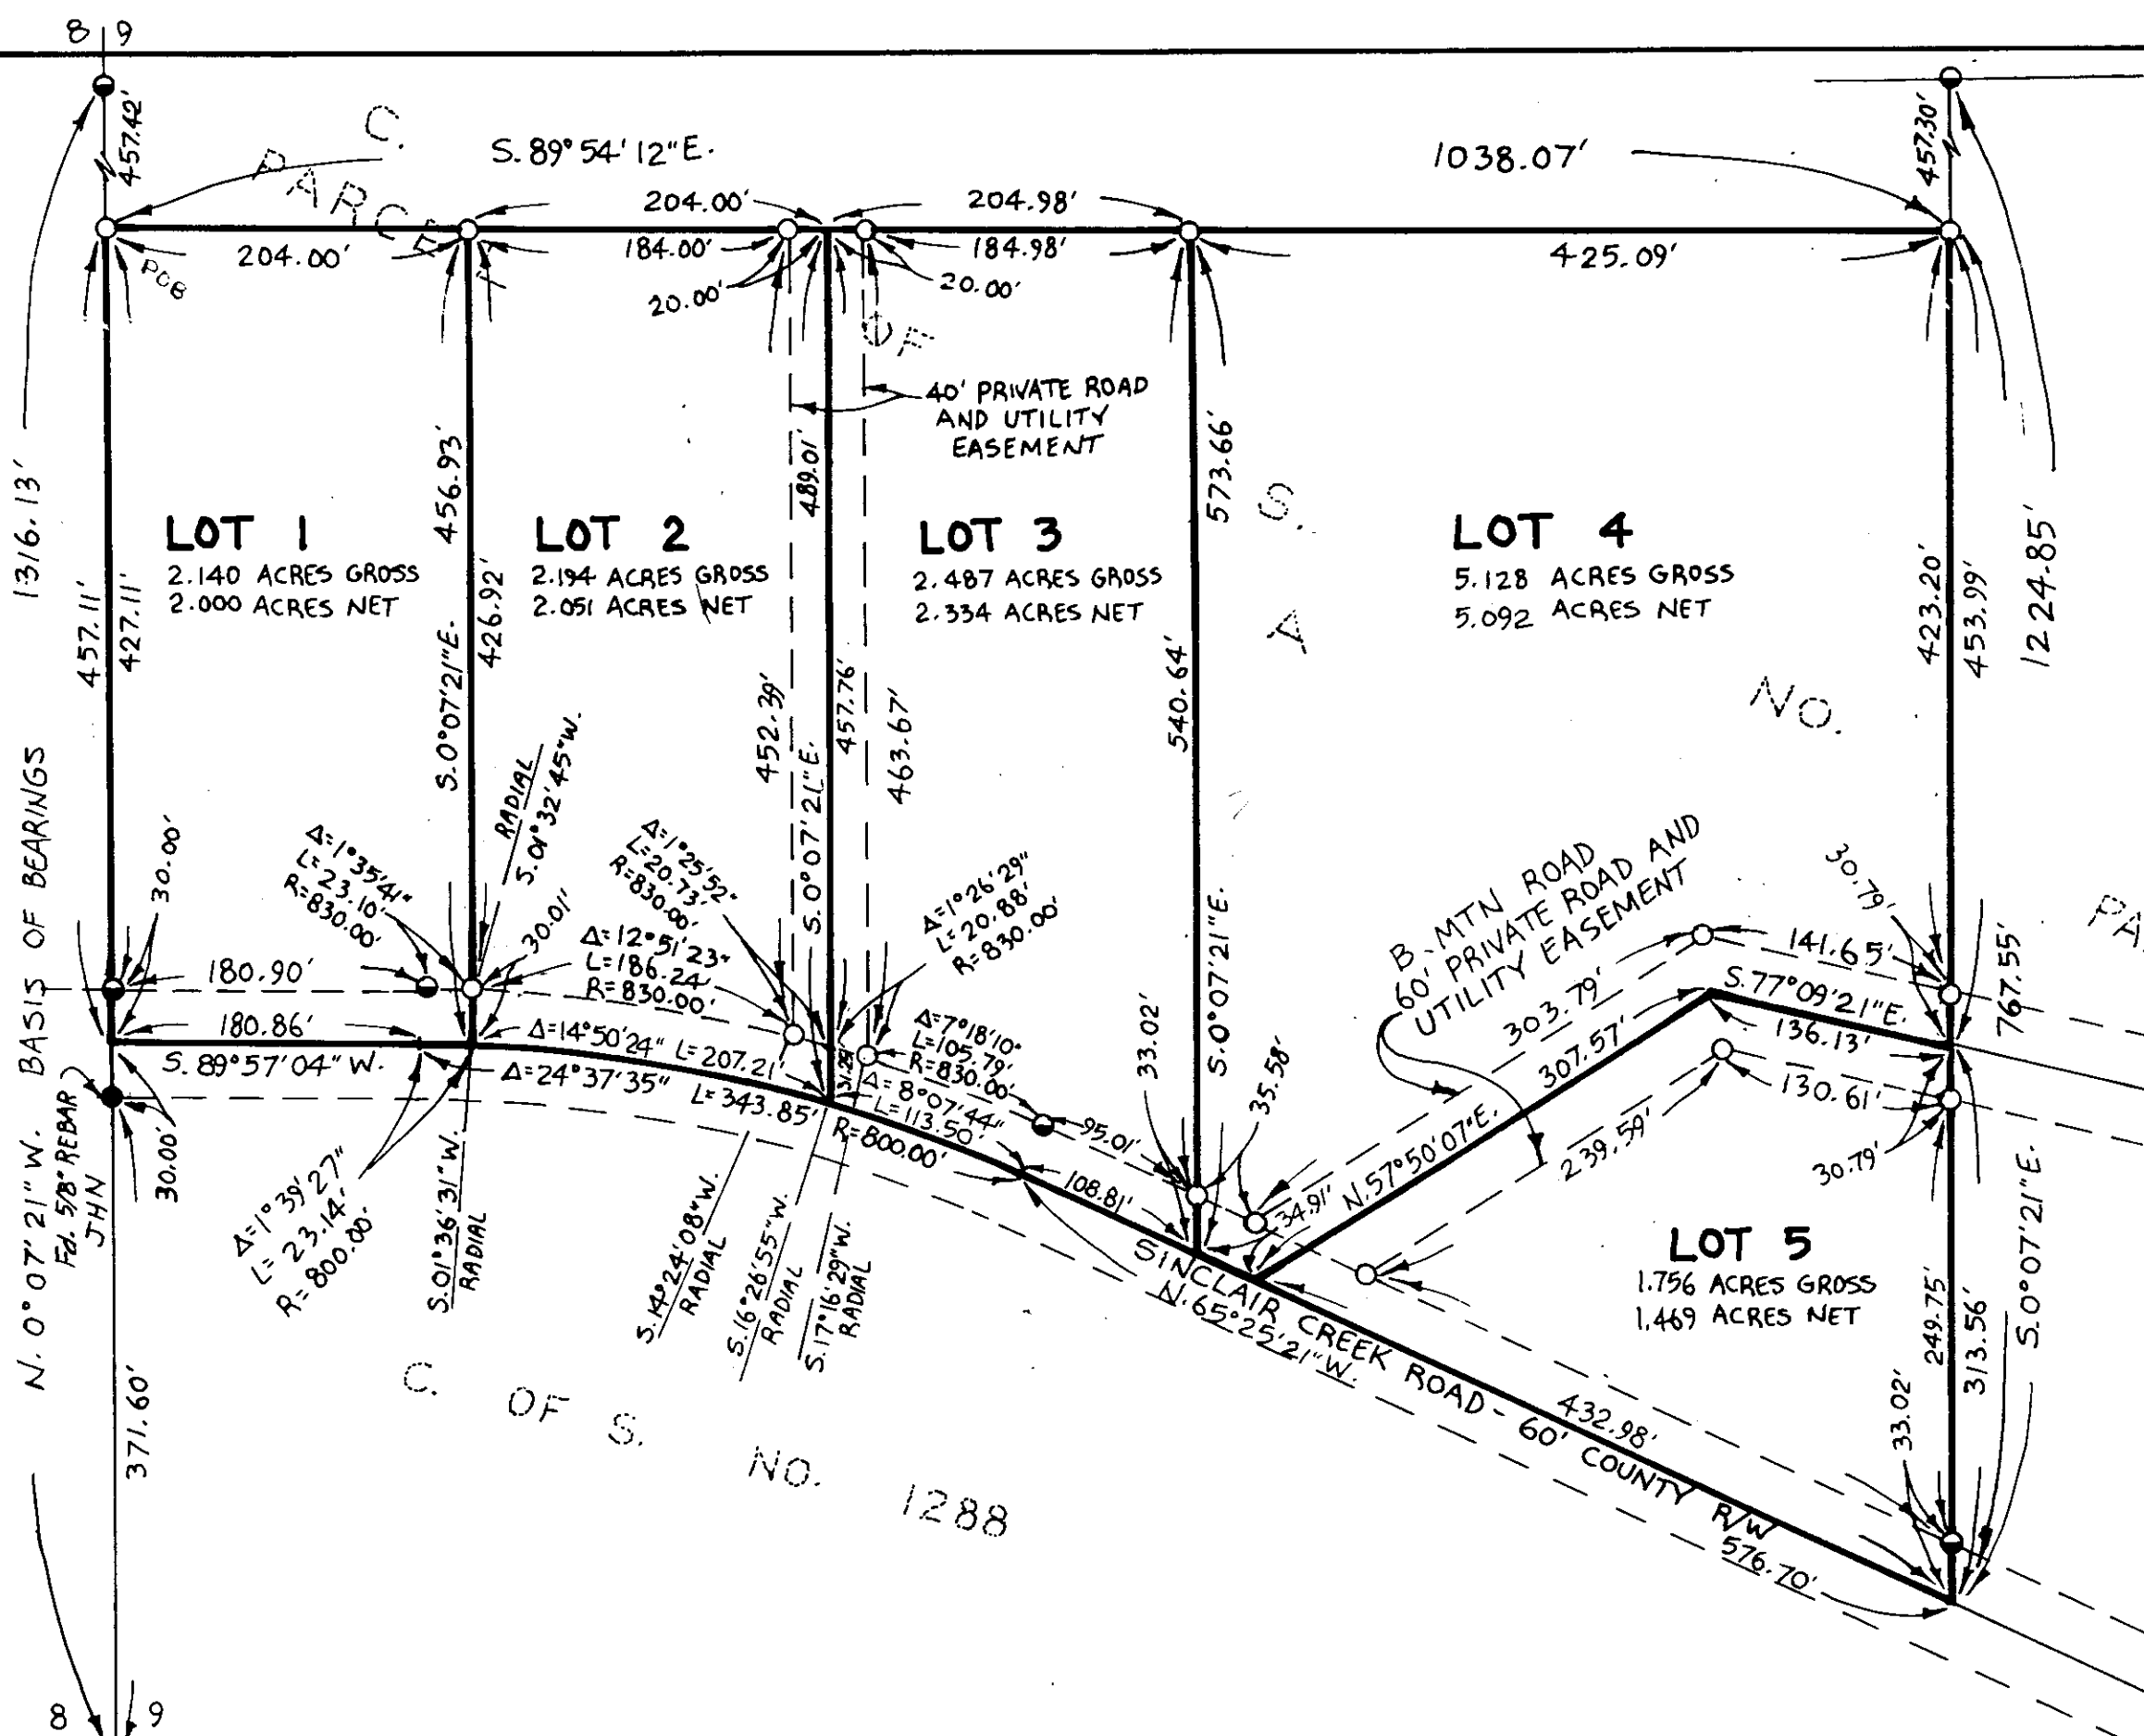 8 9
457.42'
C.
PARCEL
S. 89°54'12"E.
1038.07'
457.30'
204.00'
204.98'
204.00'
184.00'
184.98'
425.09'
POB
20.00'
20.00'
OF
40' PRIVATE ROAD
AND UTILITY
EASEMENT
1316.13'
457.11'
427.11'
456.93'
426.92'
S.0°07'21"E.
489.01'
573.66'
S.
A
NO.
LOT 1
2.140 ACRES GROSS
2.000 ACRES NET
LOT 2
2.194 ACRES GROSS
2.051 ACRES NET
LOT 3
2.487 ACRES GROSS
2.334 ACRES NET
LOT 4
5.128 ACRES GROSS
5.092 ACRES NET
423.20'
453.99'
1224.85'
452.39'
457.76'
463.67'
S.0°07'21"E.
540.64'
S.0°07'21"E.
N. 0°07'21"W. BASIS OF BEARINGS
30.00'
Δ=1°35'41"
L=23.10'
R=830.00'
RADIAL
S.01°32'45"W.
30.01'
Δ=1°25'52"
L=20.73'
R=830.00'
Δ=1°26'29"
L=20.88'
R=830.00'
B-MTN ROAD
60' PRIVATE ROAD AND
UTILITY EASEMENT
30.79'
PA
180.90'
Δ=12°51'23"
L=186.24'
R=830.00'
141.65'
767.55'
303.79'
S.77°09'21"E.
180.86'
S. 89°57'04" W.
Δ=14°50'24" L=207.21'
Δ=24°37'35"
L=343.85'
R=800.00'
31.25'
Δ=7°18'10"
L=105.79'
R=830.00'
Δ=8°07'44"
L=113.50'
33.02'
35.58'
307.57'
136.13'
130.61'
Fd. 5/8" REBAR
JHN
30.00'
95.01'
108.81'
34.91'
N.57°50'07"E.
239.59'
30.79'
Δ=1°39'27"
L=23.14'
R=800.00'
S.01°36'31"W.
RADIAL
S.14°24'08"W.
RADIAL
S.16°26'55"W.
RADIAL
S.17°16'29"W.
RADIAL
SINCLAIR CREEK ROAD - 60' COUNTY R/W
N.65°25'21"W.
LOT 5
1.756 ACRES GROSS
1.469 ACRES NET
249.75'
313.56'
S.0°07'21"E.
371.60'
C. OF S. NO. 1288
432.98'
33.02'
576.70'
8 9